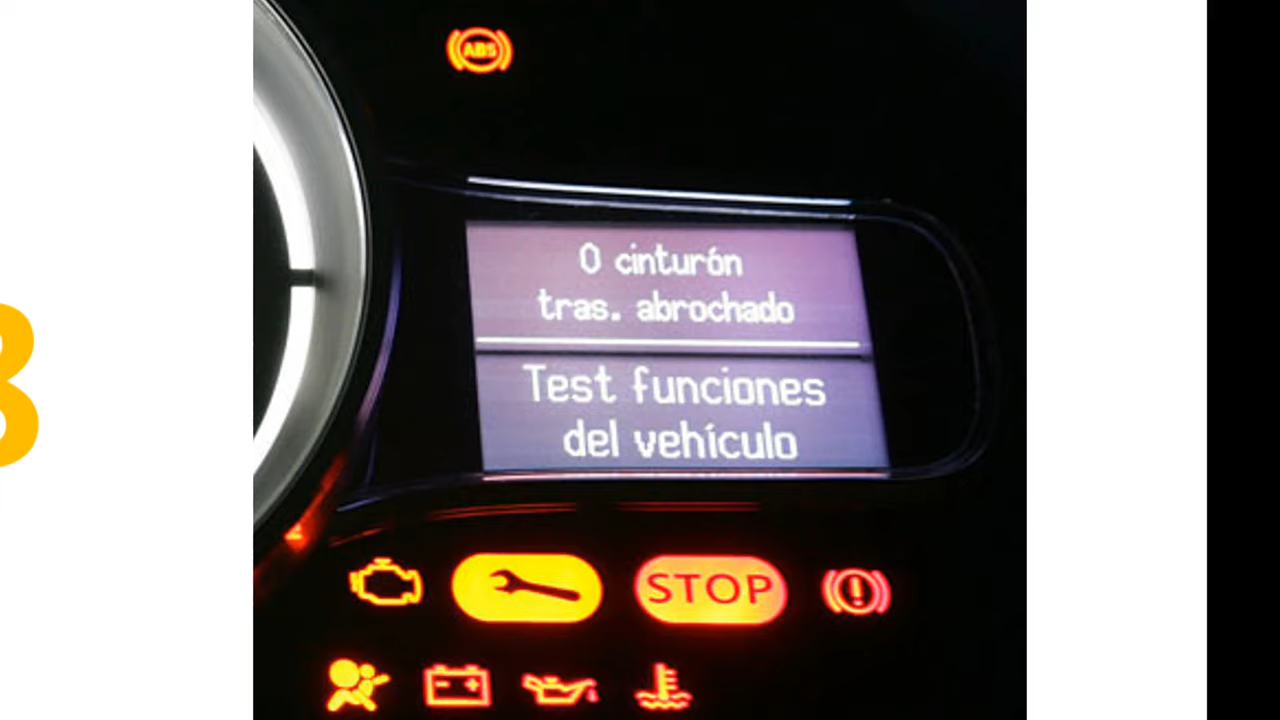 ABS
0 cinturón
tras. abrochado
Test funciones
del vehículo
STOP